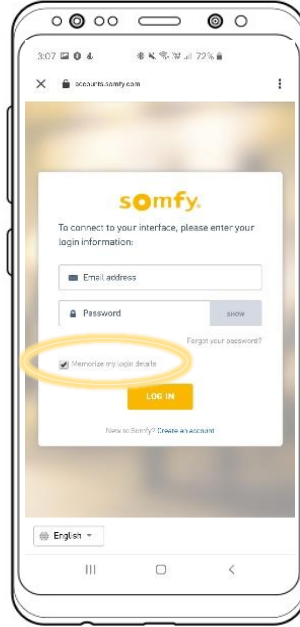 3:07 72%
accounts.somfy.com
somfy.
To connect to your interface, please enter your
login information:
Email address
Password SHOW
Forgot your password?
Memorize my login details
LOG IN
New to Somfy? Create an account
English